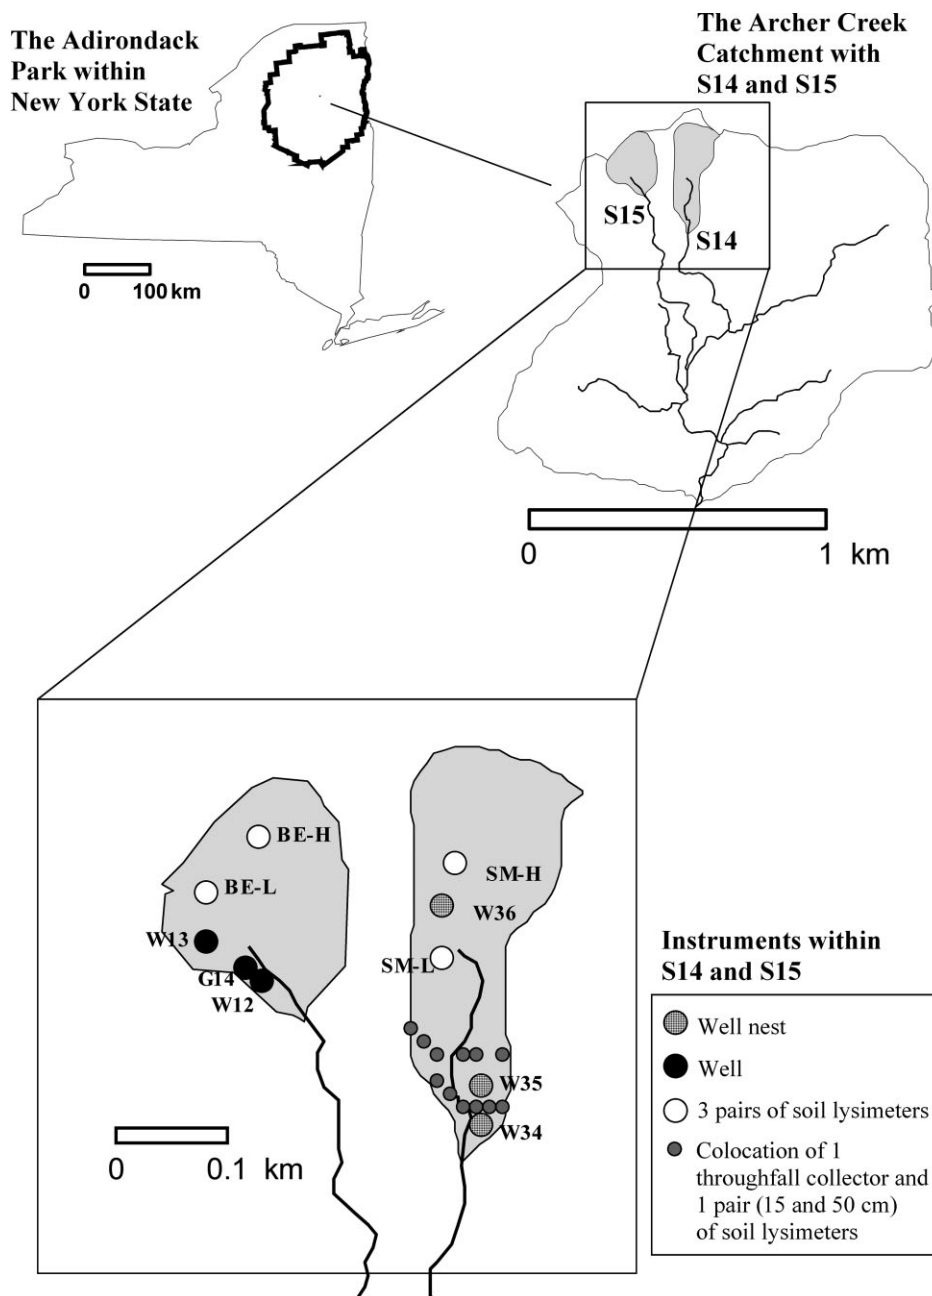 The Adirondack
Park within
New York State
The Archer Creek
Catchment with
S14 and S15
S15
S14
0 100 km
0 1 km
BE-H
BE-L
SM-H
W36
W13
SM-L
GI4
W12
W35
W34
0 0.1 km
Instruments within
S14 and S15
Well nest
Well
3 pairs of soil lysimeters
Colocation of 1
throughfall collector and
1 pair (15 and 50 cm)
of soil lysimeters